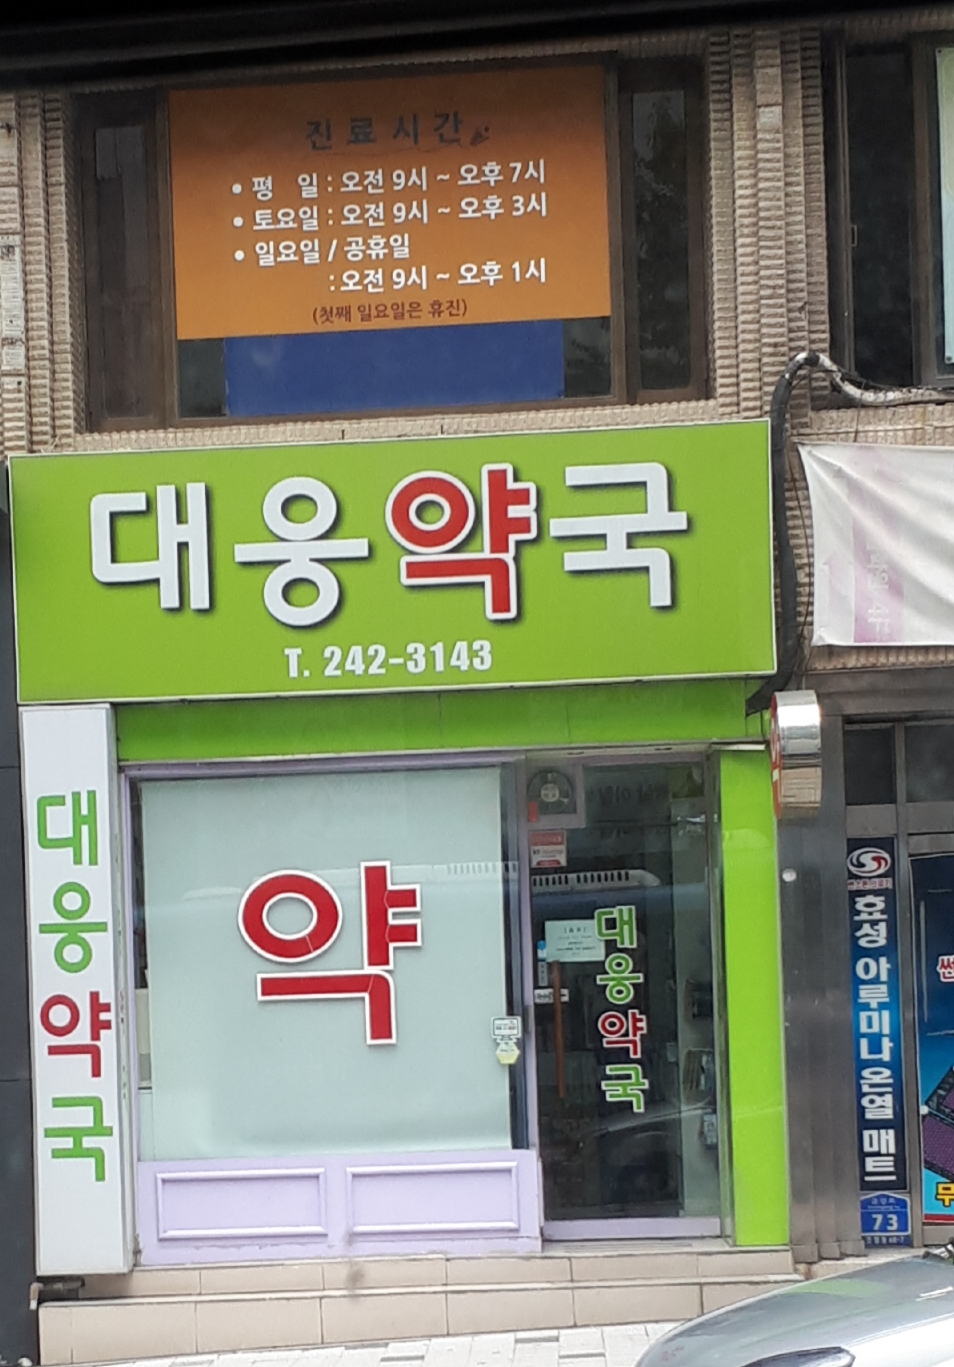 진료시간
• 평 일 : 오전 9시 ~ 오후 7시
• 토요일 : 오전 9시 ~ 오후 3시
• 일요일 / 공휴일
: 오전 9시 ~ 오후 1시
(첫째 일요일은 휴진)
대웅약국
T. 242-3143
대웅약국
약
대웅약국
효성 아루미나 온열 매트
73